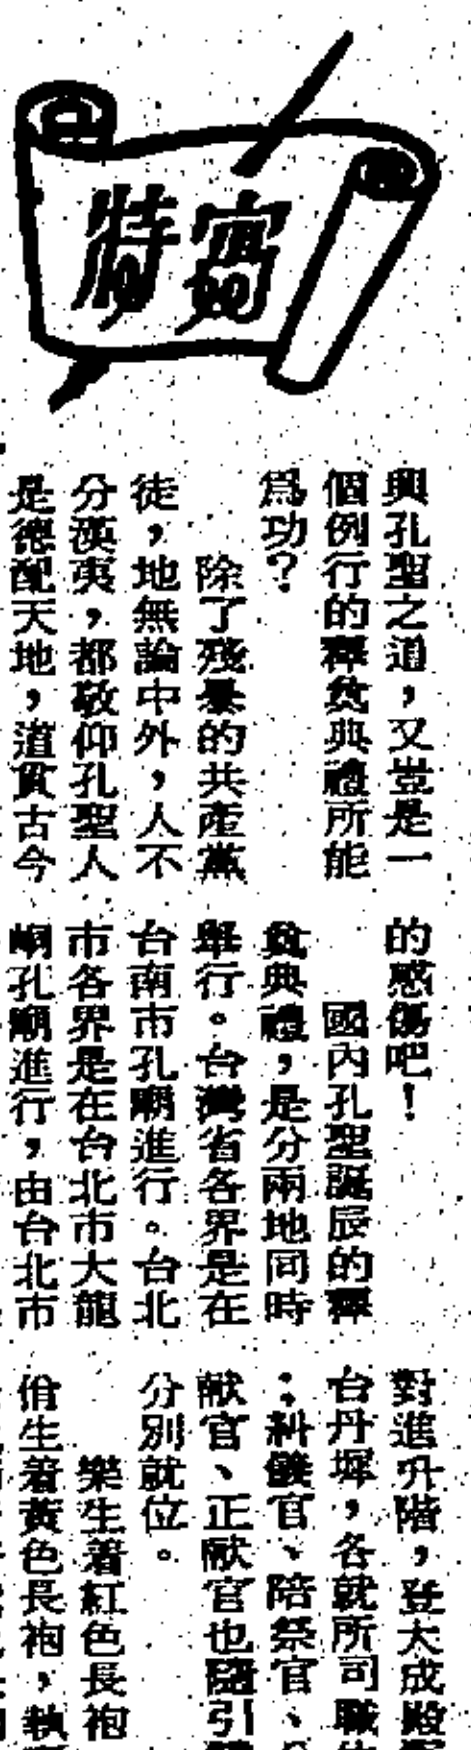 特寫
興孔聖之道，又豈是一
個例行的釋奠典禮所能
爲功？
除了殘暴的共產黨
徒，地無論中外，人不
分漢夷，都敬仰孔聖人
是德配天地，道貫古今
的感傷吧！
國內孔聖誕辰的釋
奠典禮，是分兩地同時
舉行。台灣省各界是在
台南市孔廟進行。台北
市各界是在台北市大龍
峒孔廟進行，由台北市
對進升階，登大成殿
台丹墀，各就所司職
：糾儀官、陪祭官、
獻官、正獻官也隨引
分別就位。
樂生着紅色長袍
佾生着黃色長袍，執